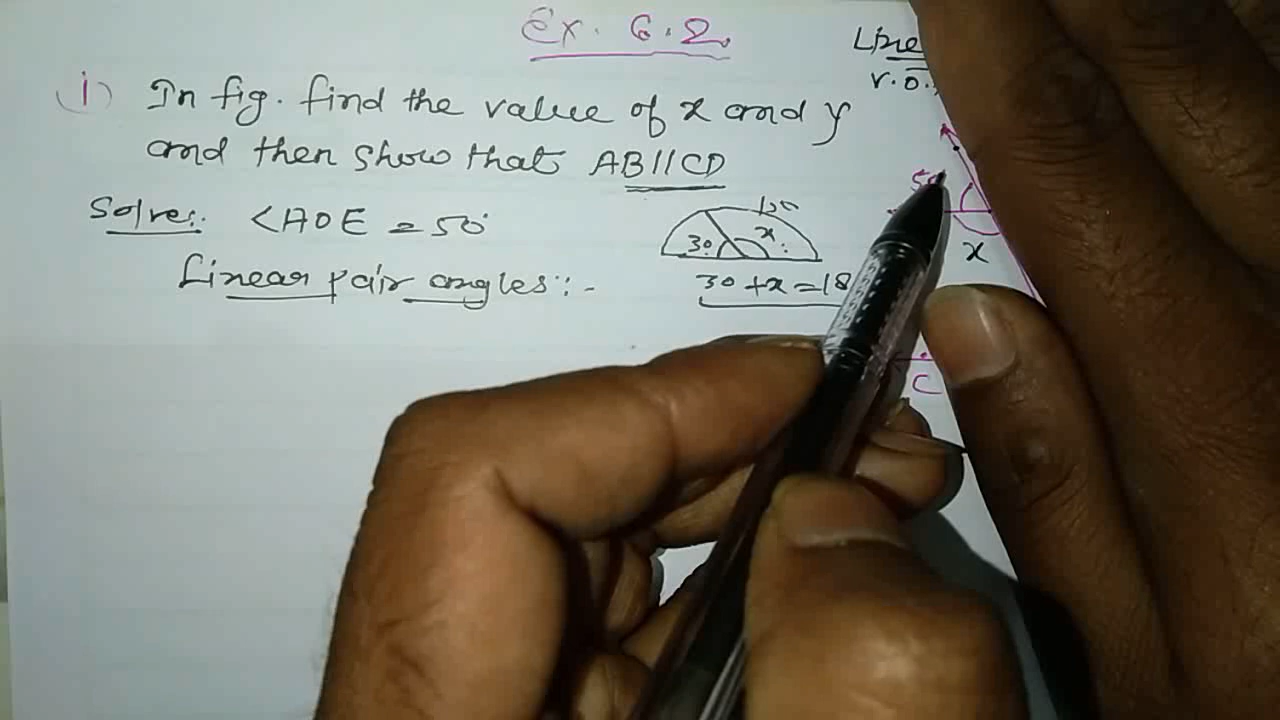 Ex. 6.2.
Line
V.O.
(i) In fig. find the value of x and y
and then show that AB//CD
Solve:. <AOE = 50°
Linear pair angles:-
30
x
30 + x = 18
x
C